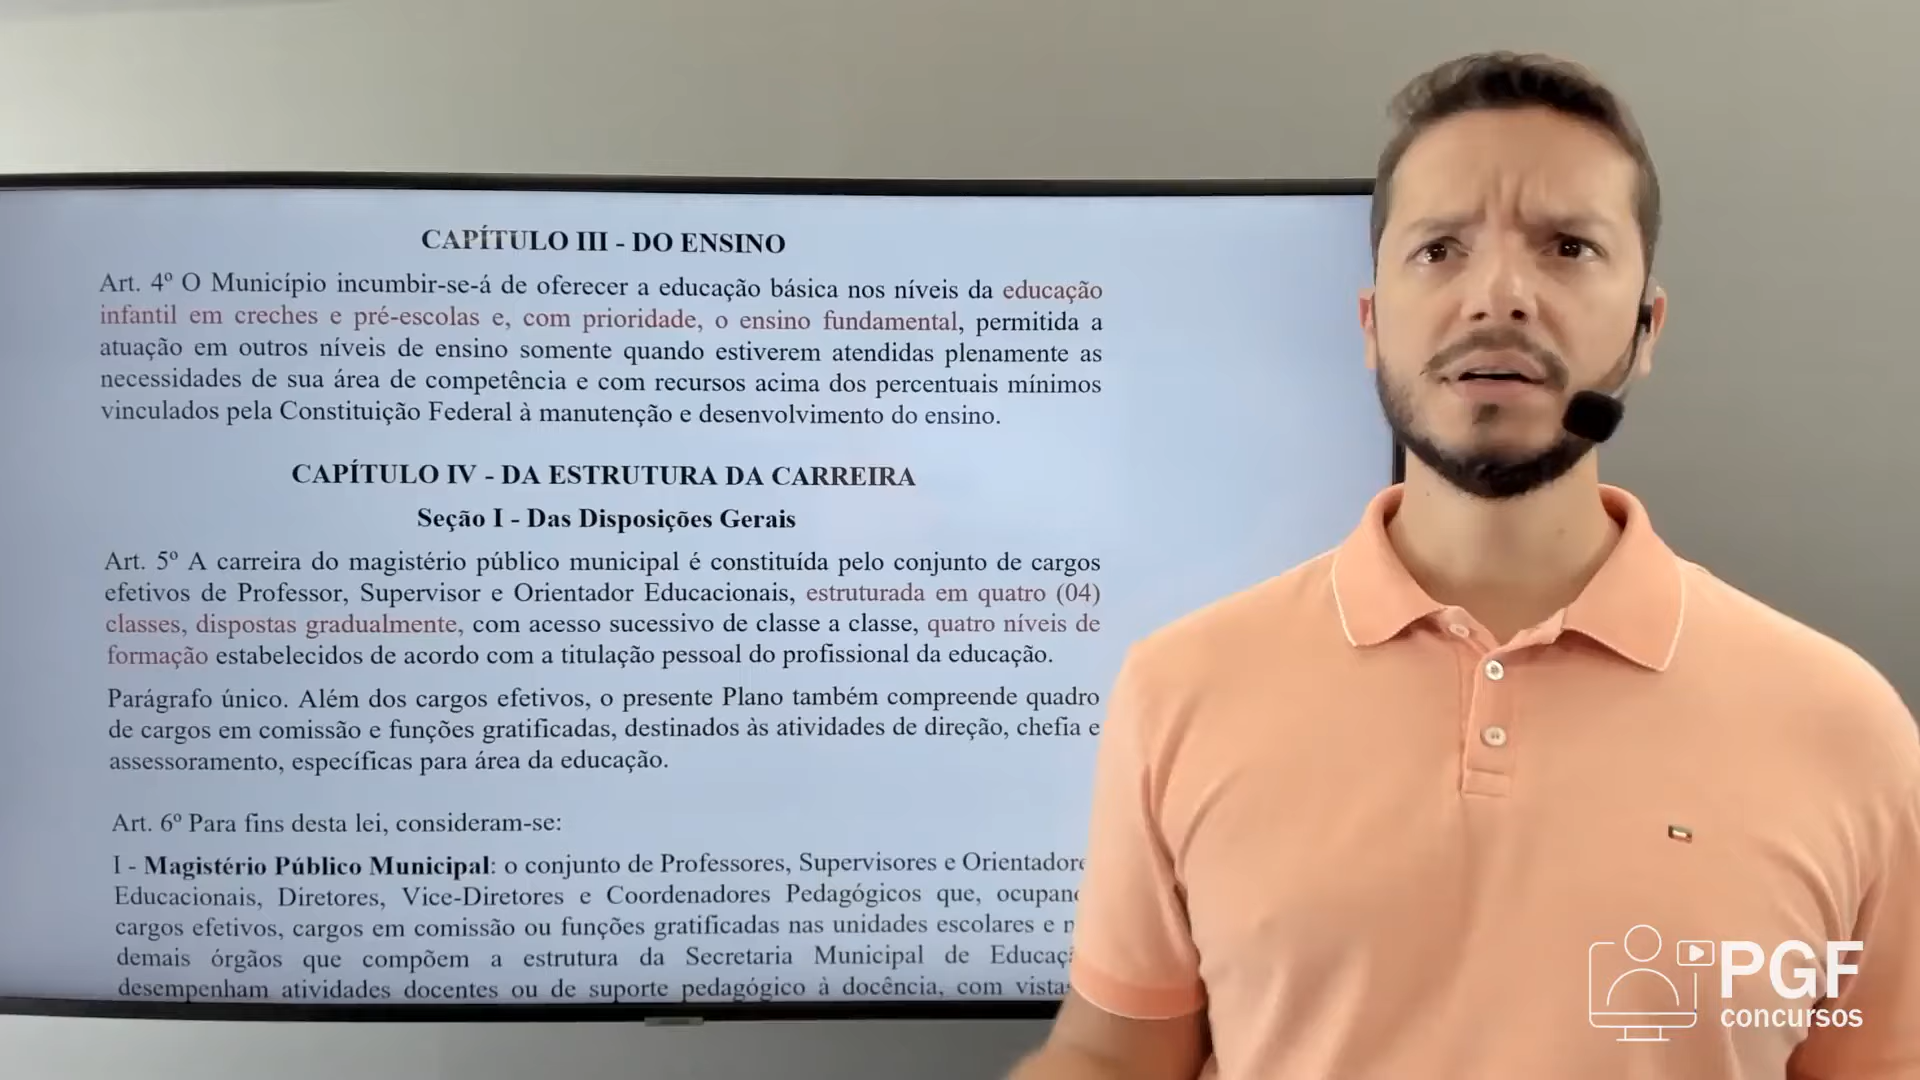 CAPÍTULO III - DO ENSINO
Art. 4º O Município incumbir-se-á de oferecer a educação básica nos níveis da educação
infantil em creches e pré-escolas e, com prioridade, o ensino fundamental, permitida a
atuação em outros níveis de ensino somente quando estiverem atendidas plenamente as
necessidades de sua área de competência e com recursos acima dos percentuais mínimos
vinculados pela Constituição Federal à manutenção e desenvolvimento do ensino.
CAPÍTULO IV - DA ESTRUTURA DA CARREIRA
Seção I - Das Disposições Gerais
Art. 5º A carreira do magistério público municipal é constituída pelo conjunto de cargos
efetivos de Professor, Supervisor e Orientador Educacionais, estruturada em quatro (04)
classes, dispostas gradualmente, com acesso sucessivo de classe a classe, quatro níveis de
formação estabelecidos de acordo com a titulação pessoal do profissional da educação.
Parágrafo único. Além dos cargos efetivos, o presente Plano também compreende quadro
de cargos em comissão e funções gratificadas, destinados às atividades de direção, chefia e
assessoramento, específicas para área da educação.
Art. 6º Para fins desta lei, consideram-se:
I - Magistério Público Municipal: o conjunto de Professores, Supervisores e
Educacionais, Diretores, Vice-Diretores e Coordenadores Pedagógicos que,
cargos efetivos, cargos em comissão ou funções gratificadas nas unidades escolares e
demais órgãos que compõem a estrutura da Secretaria Municipal de
desempenham atividades docentes ou de suporte pedagógico à docência, com
PGF
concursos